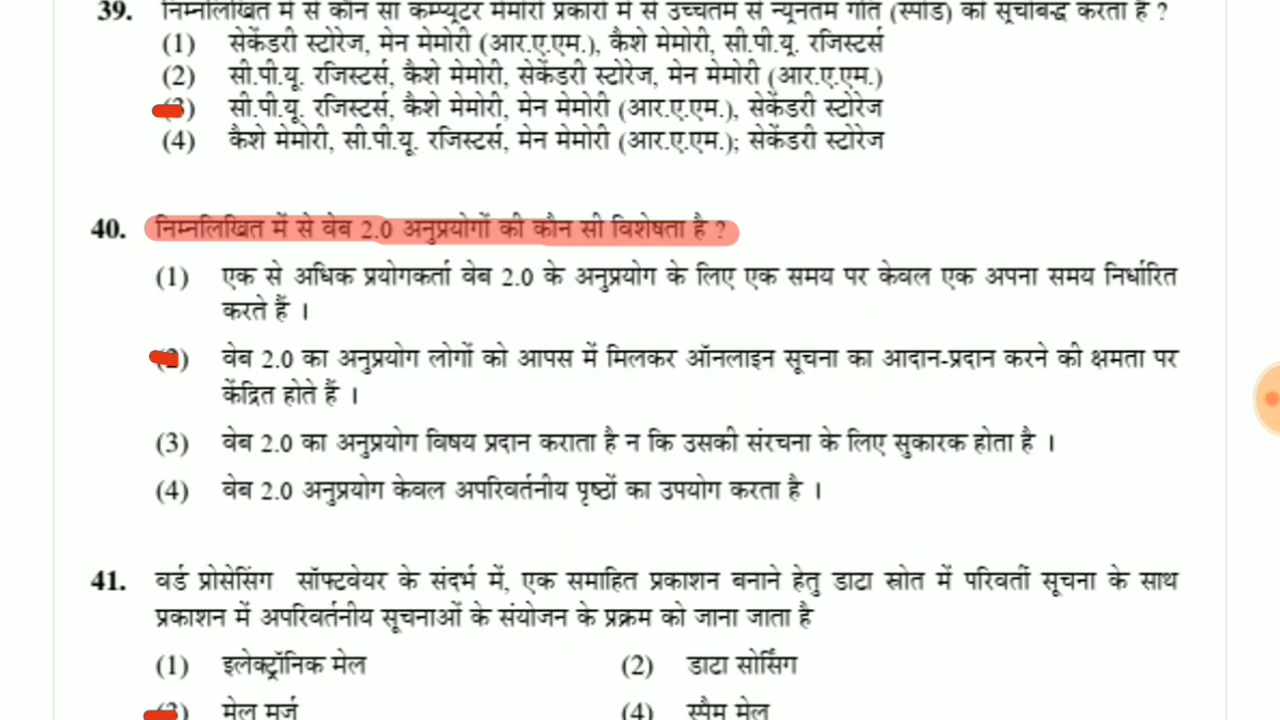 39. निम्नलिखित में से कौन सा कम्प्यूटर मेमोरी प्रकारों में से उच्चतम से न्यूनतम गति (स्पीड) को सूचीबद्ध करता है ?
(1) सेकेंडरी स्टोरेज, मेन मेमोरी (आर.ए.एम.), कैशे मेमोरी, सी.पी.यू. रजिस्टर्स
(2) सी.पी.यू. रजिस्टर्स, कैशे मेमोरी, सेकेंडरी स्टोरेज, मेन मेमोरी (आर.ए.एम.)
(3) सी.पी.यू. रजिस्टर्स, कैशे मेमोरी, मेन मेमोरी (आर.ए.एम.), सेकेंडरी स्टोरेज
(4) कैशे मेमोरी, सी.पी.यू. रजिस्टर्स, मेन मेमोरी (आर.ए.एम.); सेकेंडरी स्टोरेज
40. निम्नलिखित में से वेब 2.0 अनुप्रयोगों की कौन सी विशेषता है ?
(1) एक से अधिक प्रयोगकर्ता वेब 2.0 के अनुप्रयोग के लिए एक समय पर केवल एक अपना समय निर्धारित
करते हैं ।
(2) वेब 2.0 का अनुप्रयोग लोगों को आपस में मिलकर ऑनलाइन सूचना का आदान-प्रदान करने की क्षमता पर
केंद्रित होते हैं ।
(3) वेब 2.0 का अनुप्रयोग विषय प्रदान कराता है न कि उसकी संरचना के लिए सुकारक होता है ।
(4) वेब 2.0 अनुप्रयोग केवल अपरिवर्तनीय पृष्ठों का उपयोग करता है ।
41. वर्ड प्रोसेसिंग सॉफ्टवेयर के संदर्भ में, एक समाहित प्रकाशन बनाने हेतु डाटा स्रोत में परिवर्ती सूचना के साथ
प्रकाशन में अपरिवर्तनीय सूचनाओं के संयोजन के प्रक्रम को जाना जाता है
(1) इलेक्ट्रॉनिक मेल (2) डाटा सोर्सिंग
(3) मेल मर्ज (4) स्पैम मेल